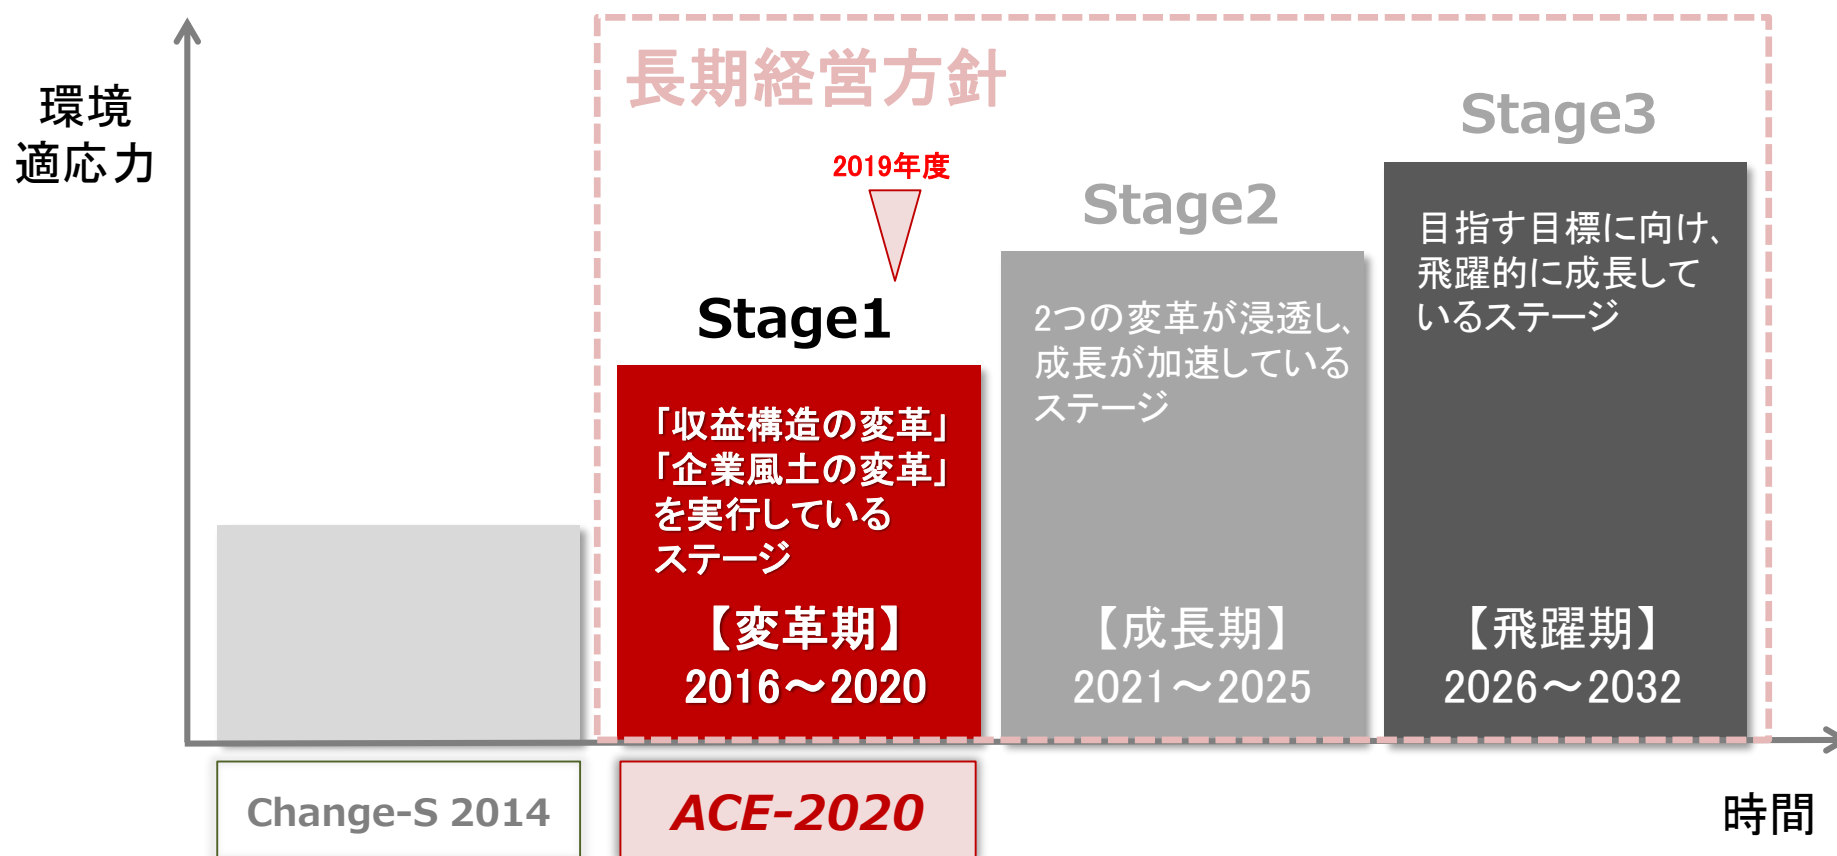 環境
適応力
長期経営方針
2019年度
Stage1
「収益構造の変革」
「企業風土の変革」
を実行している
ステージ
【変革期】
2016～2020
Stage2
2つの変革が浸透し、
成長が加速している
ステージ
【成長期】
2021～2025
Stage3
目指す目標に向け、
飛躍的に成長して
いるステージ
【飛躍期】
2026～2032
Change-S 2014
ACE-2020
時間